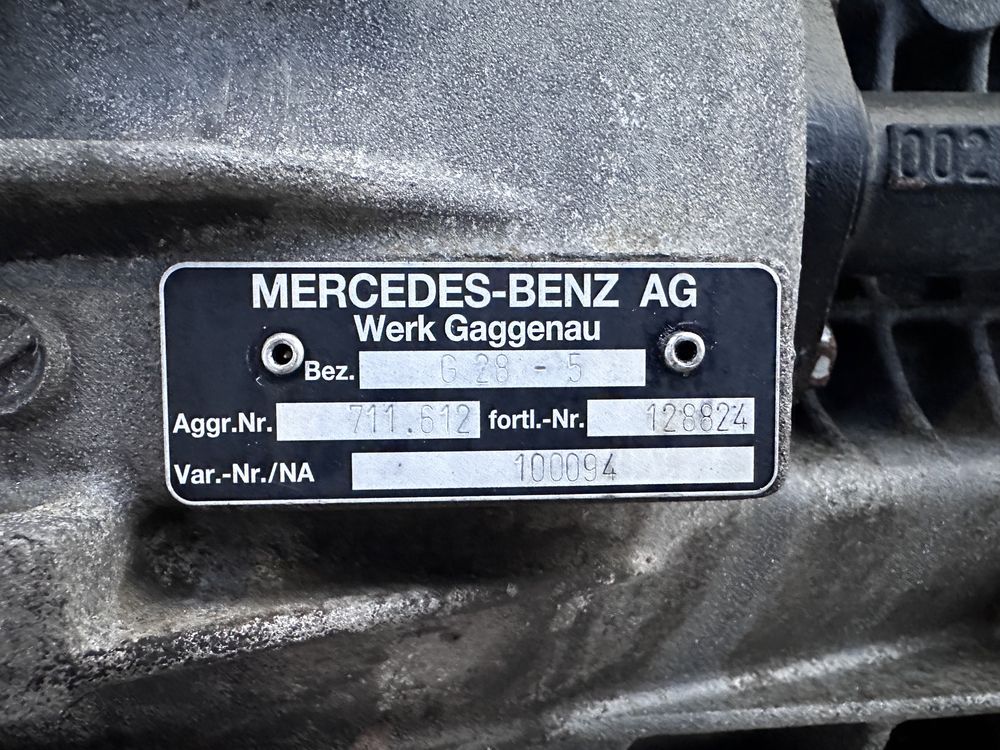 MERCEDES-BENZ AG
Werk Gaggenau
Bez. G 28 - 5
Aggr.Nr. 711.612 fortl.-Nr. 128824
Var.-Nr./NA 100094
002